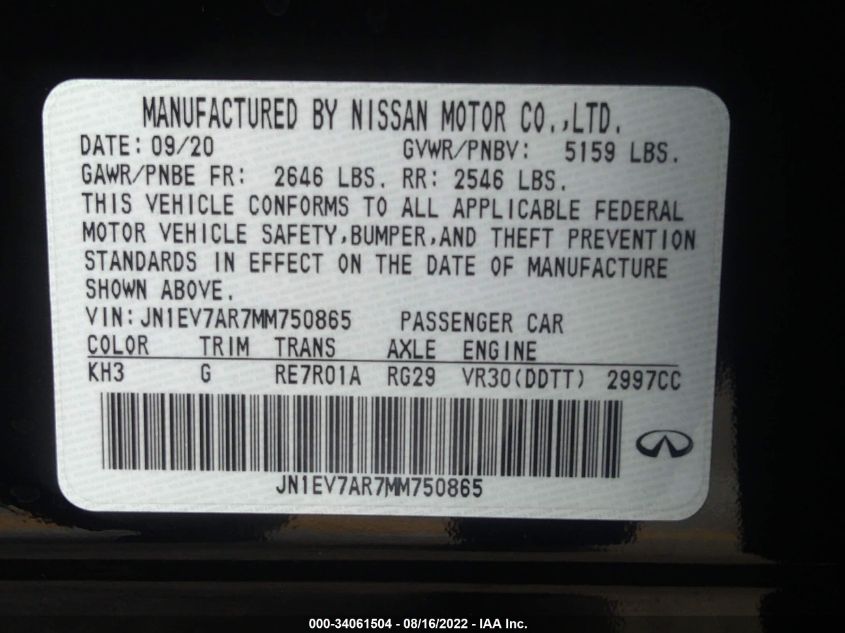 MANUFACTURED BY NISSAN MOTOR CO.,LTD.
DATE: 09/20 GVWR/PNBV: 5159 LBS.
GAWR/PNBE FR: 2646 LBS. RR: 2546 LBS.
THIS VEHICLE CONFORMS TO ALL APPLICABLE FEDERAL
MOTOR VEHICLE SAFETY,BUMPER,AND THEFT PREVENTION
STANDARDS IN EFFECT ON THE DATE OF MANUFACTURE
SHOWN ABOVE.
VIN: JN1EV7AR7MM750865 PASSENGER CAR
COLOR TRIM TRANS AXLE ENGINE
KH3 G RE7R01A RG29 VR30(DDTT) 2997CC
JN1EV7AR7MM750865
000-34061504 - 08/16/2022 - IAA Inc.